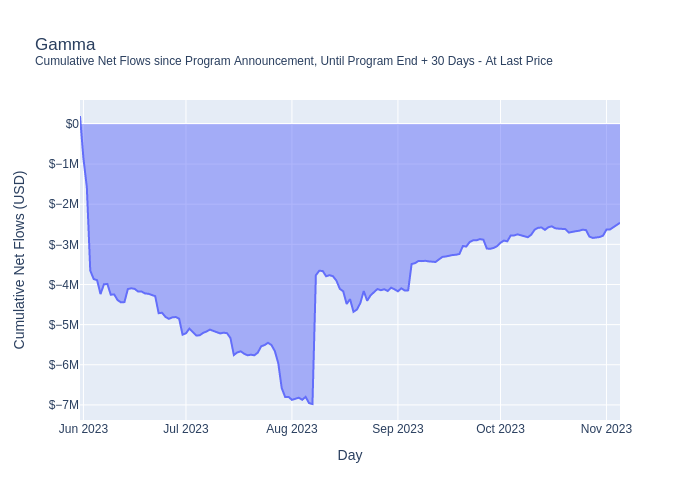 Gamma
Cumulative Net Flows since Program Announcement, Until Program End + 30 Days - At Last Price
$0
$−1M
$−2M
$−3M
$−4M
$−5M
$−6M
$−7M
Cumulative Net Flows (USD)
Jun 2023 Jul 2023 Aug 2023 Sep 2023 Oct 2023 Nov 2023
Day